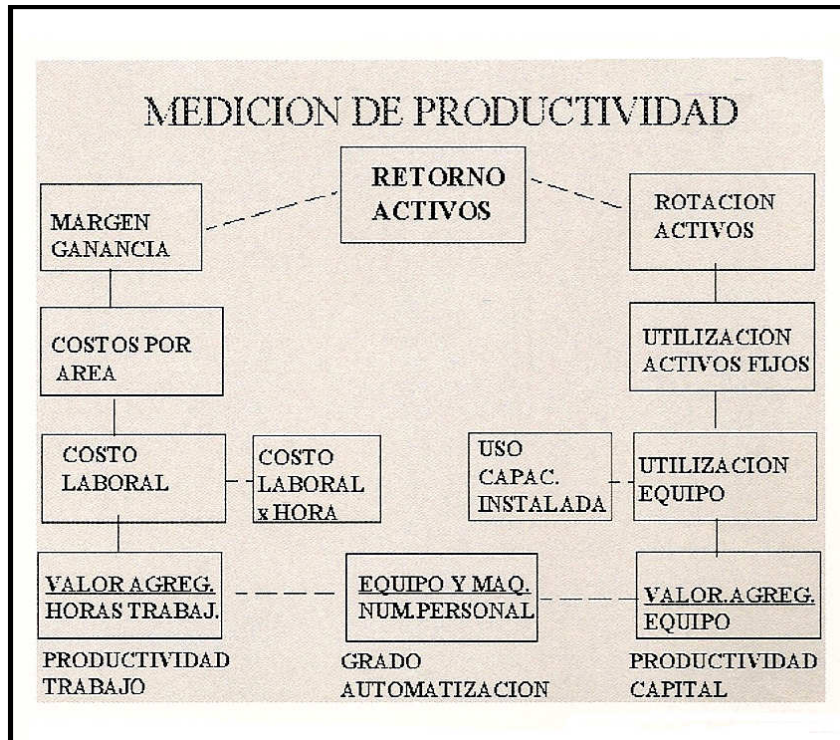 MEDICION DE PRODUCTIVIDAD
RETORNO
ACTIVOS
MARGEN
GANANCIA
ROTACION
ACTIVOS
COSTOS POR
AREA
UTILIZACION
ACTIVOS FIJOS
COSTO
LABORAL
COSTO
LABORAL
x HORA
USO
CAPAC.
INSTALADA
UTILIZACION
EQUIPO
VALOR AGREG.
HORAS TRABAJ.
EQUIPO Y MAQ.
NUM.PERSONAL
VALOR.AGREG.
EQUIPO
PRODUCTIVIDAD
TRABAJO
GRADO
AUTOMATIZACION
PRODUCTIVIDAD
CAPITAL